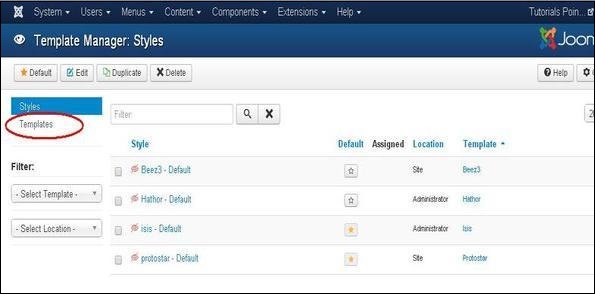 System Users Menus Content Components Extensions Help Tutorials Poin...
Template Manager: Styles
Default Edit Duplicate Delete Help
Styles
Templates
Filter:
- Select Template -
- Select Location -
Filter:
Style Default Assigned Location Template
Beez3 - Default Site Beez3
Hathor - Default Administrator Hathor
isis - Default Administrator Isis
protostar - Default Site Protostar